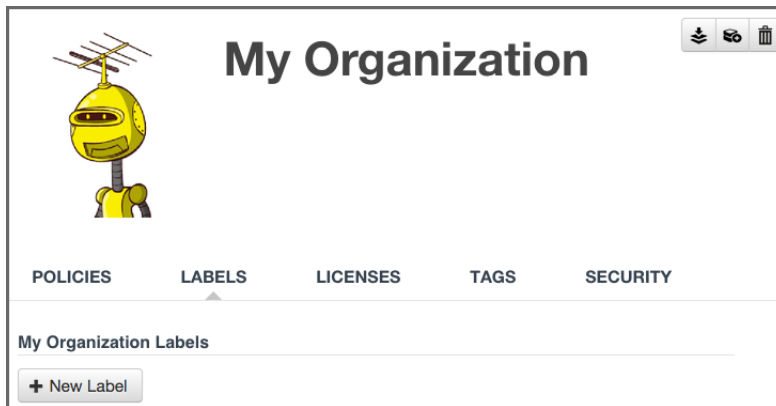 My Organization
POLICIES LABELS LICENSES TAGS SECURITY
My Organization Labels
+ New Label